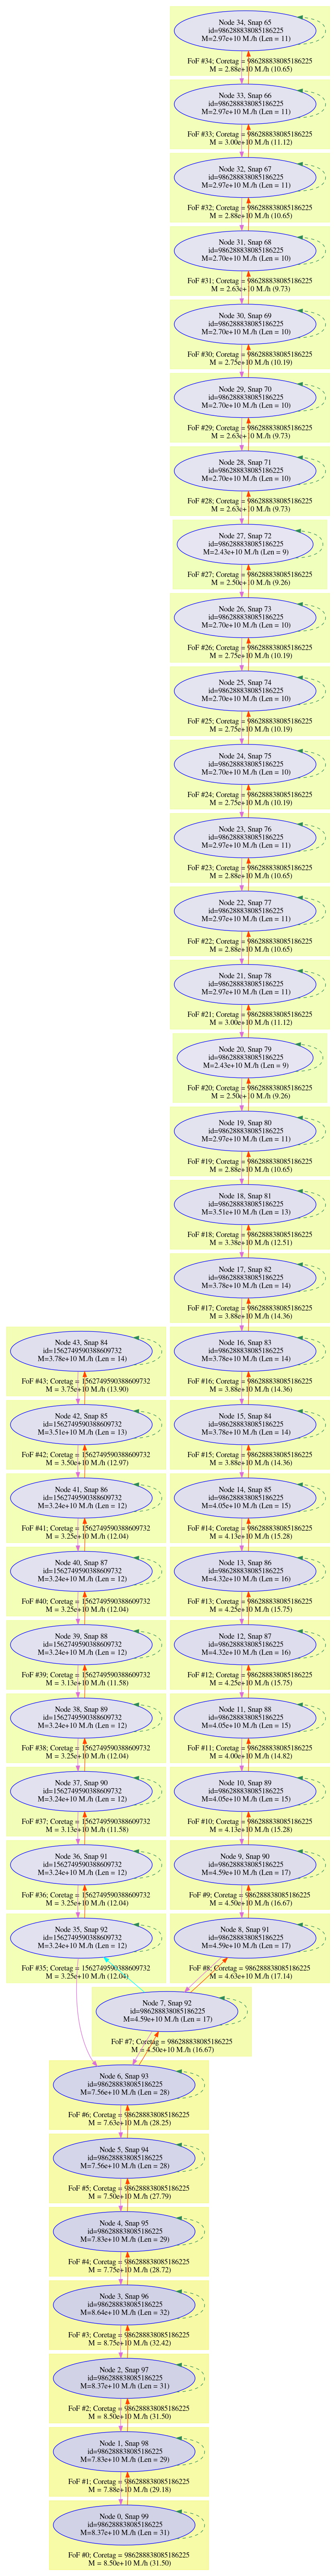 Node 34, Snap 65
id=986288838085186225
M=2.97e+10 M./h (Len = 11)
FoF #34; Coretag = 986288838085186225
M = 2.88e+10 M./h (10.65)
Node 33, Snap 66
id=986288838085186225
M=2.97e+10 M./h (Len = 11)
FoF #33; Coretag = 986288838085186225
M = 3.00e+10 M./h (11.12)
Node 32, Snap 67
id=986288838085186225
M=2.97e+10 M./h (Len = 11)
FoF #32; Coretag = 986288838085186225
M = 2.88e+10 M./h (10.65)
Node 31, Snap 68
id=986288838085186225
M=2.70e+10 M./h (Len = 10)
FoF #31; Coretag = 986288838085186225
M = 2.63e+10 M./h (9.73)
Node 30, Snap 69
id=986288838085186225
M=2.70e+10 M./h (Len = 10)
FoF #30; Coretag = 986288838085186225
M = 2.75e+10 M./h (10.19)
Node 29, Snap 70
id=986288838085186225
M=2.70e+10 M./h (Len = 10)
FoF #29; Coretag = 986288838085186225
M = 2.63e+10 M./h (9.73)
Node 28, Snap 71
id=986288838085186225
M=2.70e+10 M./h (Len = 10)
FoF #28; Coretag = 986288838085186225
M = 2.63e+10 M./h (9.73)
Node 27, Snap 72
id=986288838085186225
M=2.43e+10 M./h (Len = 9)
FoF #27; Coretag = 986288838085186225
M = 2.50e+10 M./h (9.26)
Node 26, Snap 73
id=986288838085186225
M=2.70e+10 M./h (Len = 10)
FoF #26; Coretag = 986288838085186225
M = 2.75e+10 M./h (10.19)
Node 25, Snap 74
id=986288838085186225
M=2.70e+10 M./h (Len = 10)
FoF #25; Coretag = 986288838085186225
M = 2.75e+10 M./h (10.19)
Node 24, Snap 75
id=986288838085186225
M=2.70e+10 M./h (Len = 10)
FoF #24; Coretag = 986288838085186225
M = 2.75e+10 M./h (10.19)
Node 23, Snap 76
id=986288838085186225
M=2.97e+10 M./h (Len = 11)
FoF #23; Coretag = 986288838085186225
M = 2.88e+10 M./h (10.65)
Node 22, Snap 77
id=986288838085186225
M=2.97e+10 M./h (Len = 11)
FoF #22; Coretag = 986288838085186225
M = 2.88e+10 M./h (10.65)
Node 21, Snap 78
id=986288838085186225
M=2.97e+10 M./h (Len = 11)
FoF #21; Coretag = 986288838085186225
M = 3.00e+10 M./h (11.12)
Node 20, Snap 79
id=986288838085186225
M=2.43e+10 M./h (Len = 9)
FoF #20; Coretag = 986288838085186225
M = 2.50e+10 M./h (9.26)
Node 19, Snap 80
id=986288838085186225
M=2.97e+10 M./h (Len = 11)
FoF #19; Coretag = 986288838085186225
M = 2.88e+10 M./h (10.65)
Node 18, Snap 81
id=986288838085186225
M=3.51e+10 M./h (Len = 13)
FoF #18; Coretag = 986288838085186225
M = 3.38e+10 M./h (12.51)
Node 17, Snap 82
id=986288838085186225
M=3.78e+10 M./h (Len = 14)
FoF #17; Coretag = 986288838085186225
M = 3.88e+10 M./h (14.36)
Node 43, Snap 84
id=1562749590388609732
M=3.78e+10 M./h (Len = 14)
FoF #43; Coretag = 1562749590388609732
M = 3.75e+10 M./h (13.90)
Node 16, Snap 83
id=986288838085186225
M=3.78e+10 M./h (Len = 14)
FoF #16; Coretag = 986288838085186225
M = 3.88e+10 M./h (14.36)
Node 42, Snap 85
id=1562749590388609732
M=3.51e+10 M./h (Len = 13)
FoF #42; Coretag = 1562749590388609732
M = 3.50e+10 M./h (12.97)
Node 15, Snap 84
id=986288838085186225
M=3.78e+10 M./h (Len = 14)
FoF #15; Coretag = 986288838085186225
M = 3.88e+10 M./h (14.36)
Node 41, Snap 86
id=1562749590388609732
M=3.24e+10 M./h (Len = 12)
FoF #41; Coretag = 1562749590388609732
M = 3.25e+10 M./h (12.04)
Node 14, Snap 85
id=986288838085186225
M=4.05e+10 M./h (Len = 15)
FoF #14; Coretag = 986288838085186225
M = 4.13e+10 M./h (15.28)
Node 40, Snap 87
id=1562749590388609732
M=3.24e+10 M./h (Len = 12)
FoF #40; Coretag = 1562749590388609732
M = 3.25e+10 M./h (12.04)
Node 13, Snap 86
id=986288838085186225
M=4.32e+10 M./h (Len = 16)
FoF #13; Coretag = 986288838085186225
M = 4.25e+10 M./h (15.75)
Node 39, Snap 88
id=1562749590388609732
M=3.24e+10 M./h (Len = 12)
FoF #39; Coretag = 1562749590388609732
M = 3.13e+10 M./h (11.58)
Node 12, Snap 87
id=986288838085186225
M=4.32e+10 M./h (Len = 16)
FoF #12; Coretag = 986288838085186225
M = 4.25e+10 M./h (15.75)
Node 38, Snap 89
id=1562749590388609732
M=3.24e+10 M./h (Len = 12)
FoF #38; Coretag = 1562749590388609732
M = 3.25e+10 M./h (12.04)
Node 11, Snap 88
id=986288838085186225
M=4.05e+10 M./h (Len = 15)
FoF #11; Coretag = 986288838085186225
M = 4.00e+10 M./h (14.82)
Node 37, Snap 90
id=1562749590388609732
M=3.24e+10 M./h (Len = 12)
FoF #37; Coretag = 1562749590388609732
M = 3.13e+10 M./h (11.58)
Node 10, Snap 89
id=986288838085186225
M=4.05e+10 M./h (Len = 15)
FoF #10; Coretag = 986288838085186225
M = 4.13e+10 M./h (15.28)
Node 36, Snap 91
id=1562749590388609732
M=3.24e+10 M./h (Len = 12)
FoF #36; Coretag = 1562749590388609732
M = 3.25e+10 M./h (12.04)
Node 9, Snap 90
id=986288838085186225
M=4.59e+10 M./h (Len = 17)
FoF #9; Coretag = 986288838085186225
M = 4.50e+10 M./h (16.67)
Node 35, Snap 92
id=1562749590388609732
M=3.24e+10 M./h (Len = 12)
FoF #35; Coretag = 1562749590388609732
M = 3.25e+10 M./h (12.04)
Node 8, Snap 91
id=986288838085186225
M=4.59e+10 M./h (Len = 17)
FoF #8; Coretag = 986288838085186225
M = 4.63e+10 M./h (17.14)
Node 7, Snap 92
id=986288838085186225
M=4.59e+10 M./h (Len = 17)
FoF #7; Coretag = 986288838085186225
M = 4.50e+10 M./h (16.67)
Node 6, Snap 93
id=986288838085186225
M=7.56e+10 M./h (Len = 28)
FoF #6; Coretag = 986288838085186225
M = 7.63e+10 M./h (28.25)
Node 5, Snap 94
id=986288838085186225
M=7.56e+10 M./h (Len = 28)
FoF #5; Coretag = 986288838085186225
M = 7.50e+10 M./h (27.79)
Node 4, Snap 95
id=986288838085186225
M=7.83e+10 M./h (Len = 29)
FoF #4; Coretag = 986288838085186225
M = 7.75e+10 M./h (28.72)
Node 3, Snap 96
id=986288838085186225
M=8.64e+10 M./h (Len = 32)
FoF #3; Coretag = 986288838085186225
M = 8.75e+10 M./h (32.42)
Node 2, Snap 97
id=986288838085186225
M=8.37e+10 M./h (Len = 31)
FoF #2; Coretag = 986288838085186225
M = 8.50e+10 M./h (31.50)
Node 1, Snap 98
id=986288838085186225
M=7.83e+10 M./h (Len = 29)
FoF #1; Coretag = 986288838085186225
M = 7.88e+10 M./h (29.18)
Node 0, Snap 99
id=986288838085186225
M=8.37e+10 M./h (Len = 31)
FoF #0; Coretag = 986288838085186225
M = 8.50e+10 M./h (31.50)